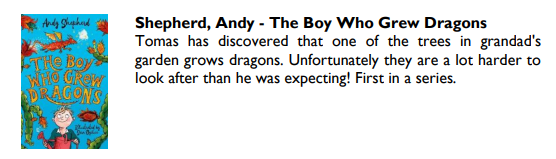 Shepherd, Andy - The Boy Who Grew Dragons
Tomas has discovered that one of the trees in grandad's
garden grows dragons. Unfortunately they are a lot harder to
look after than he was expecting! First in a series.
Andy Shepherd
THE BOY
WHO GREW
DRAGONS
Illustrated by